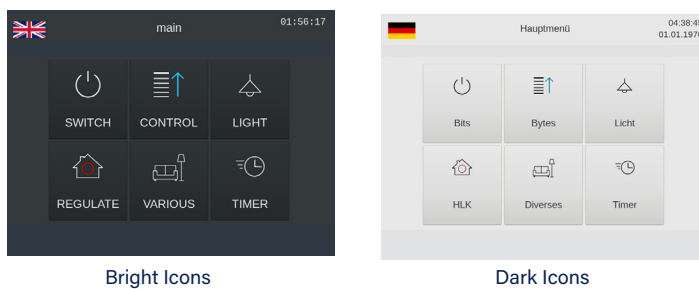 main
01:56:17
SWITCH
CONTROL
LIGHT
REGULATE
VARIOUS
TIMER
Bright Icons
Hauptmenü
04:38:45
01.01.1970
Bits
Bytes
Licht
HLK
Diverses
Timer
Dark Icons